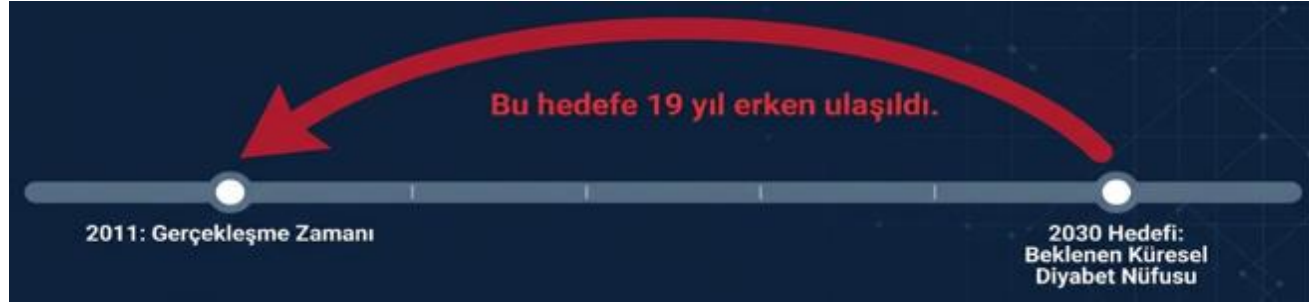 Bu hedefe 19 yıl erken ulaşıldı.
2011: Gerçekleşme Zamanı
2030 Hedefi:
Beklenen Küresel
Diyabet Nüfusu